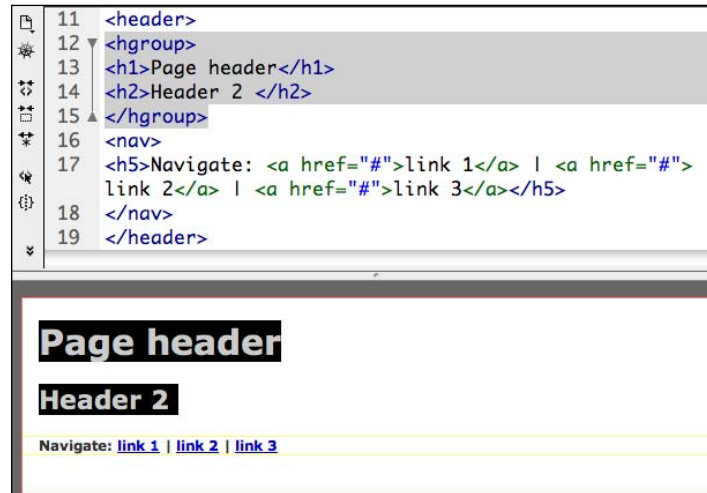 11 <header>
12 <hgroup>
13 <h1>Page header</h1>
14 <h2>Header 2 </h2>
15 </hgroup>
16 <nav>
17 <h5>Navigate: <a href="#">link 1</a> | <a href="#">
link 2</a> | <a href="#">link 3</a></h5>
18 </nav>
19 </header>
Page header
Header 2
Navigate: link 1 | link 2 | link 3